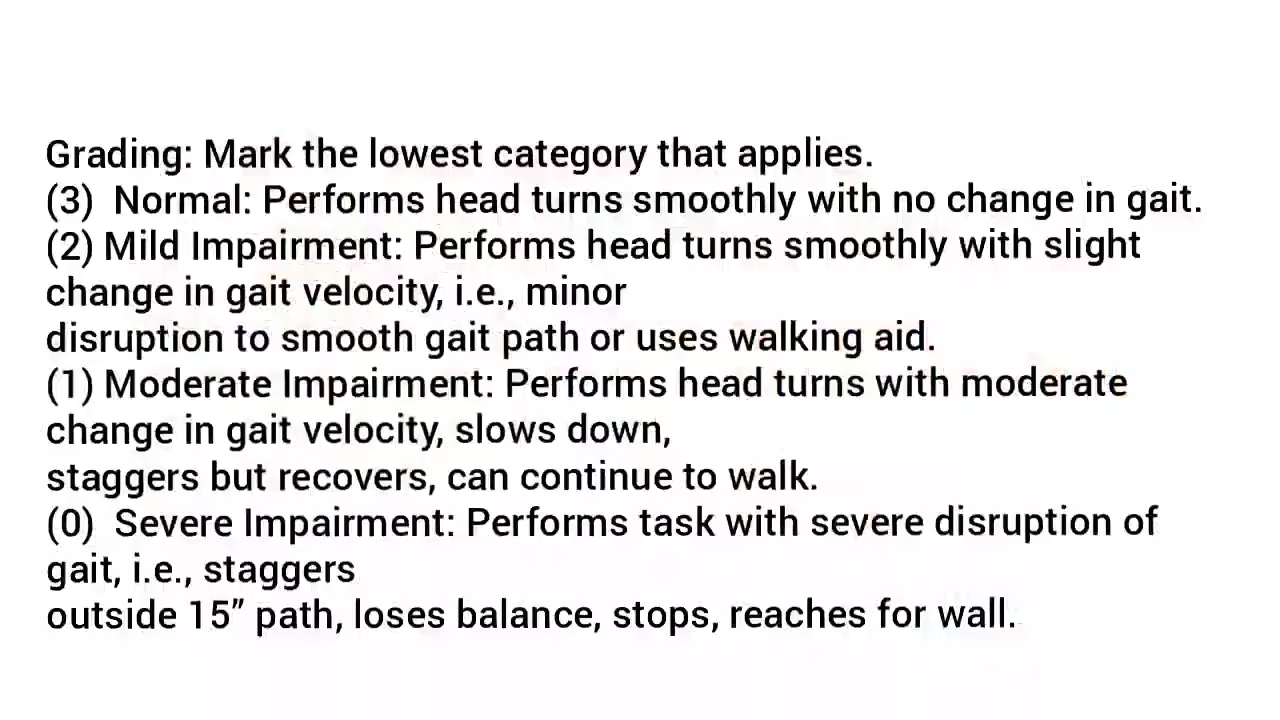 Grading: Mark the lowest category that applies.
(3)  Normal: Performs head turns smoothly with no change in gait.
(2) Mild Impairment: Performs head turns smoothly with slight
change in gait velocity, i.e., minor
disruption to smooth gait path or uses walking aid.
(1) Moderate Impairment: Performs head turns with moderate
change in gait velocity, slows down,
staggers but recovers, can continue to walk.
(0)  Severe Impairment: Performs task with severe disruption of
gait, i.e., staggers
outside 15” path, loses balance, stops, reaches for wall.